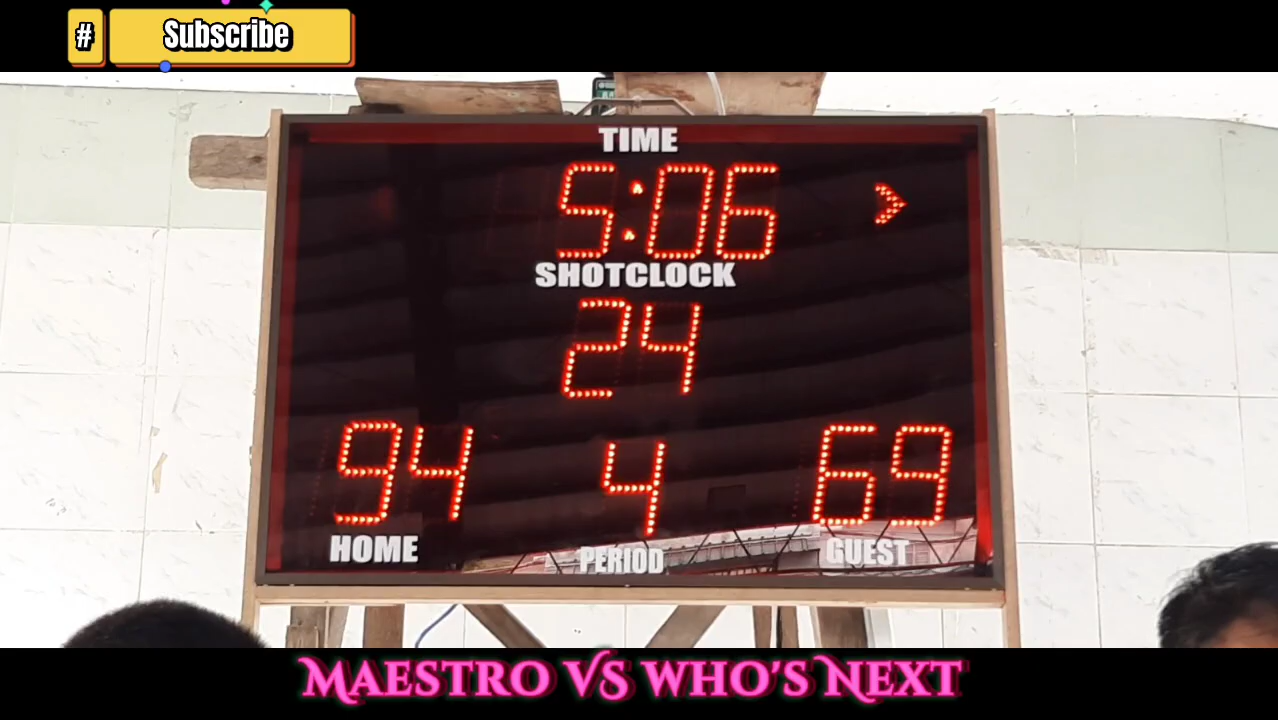 # Subscribe
TIME
5:06
SHOTCLOCK
24
94 4 69
HOME PERIOD GUEST
MAESTRO VS WHO'S NEXT